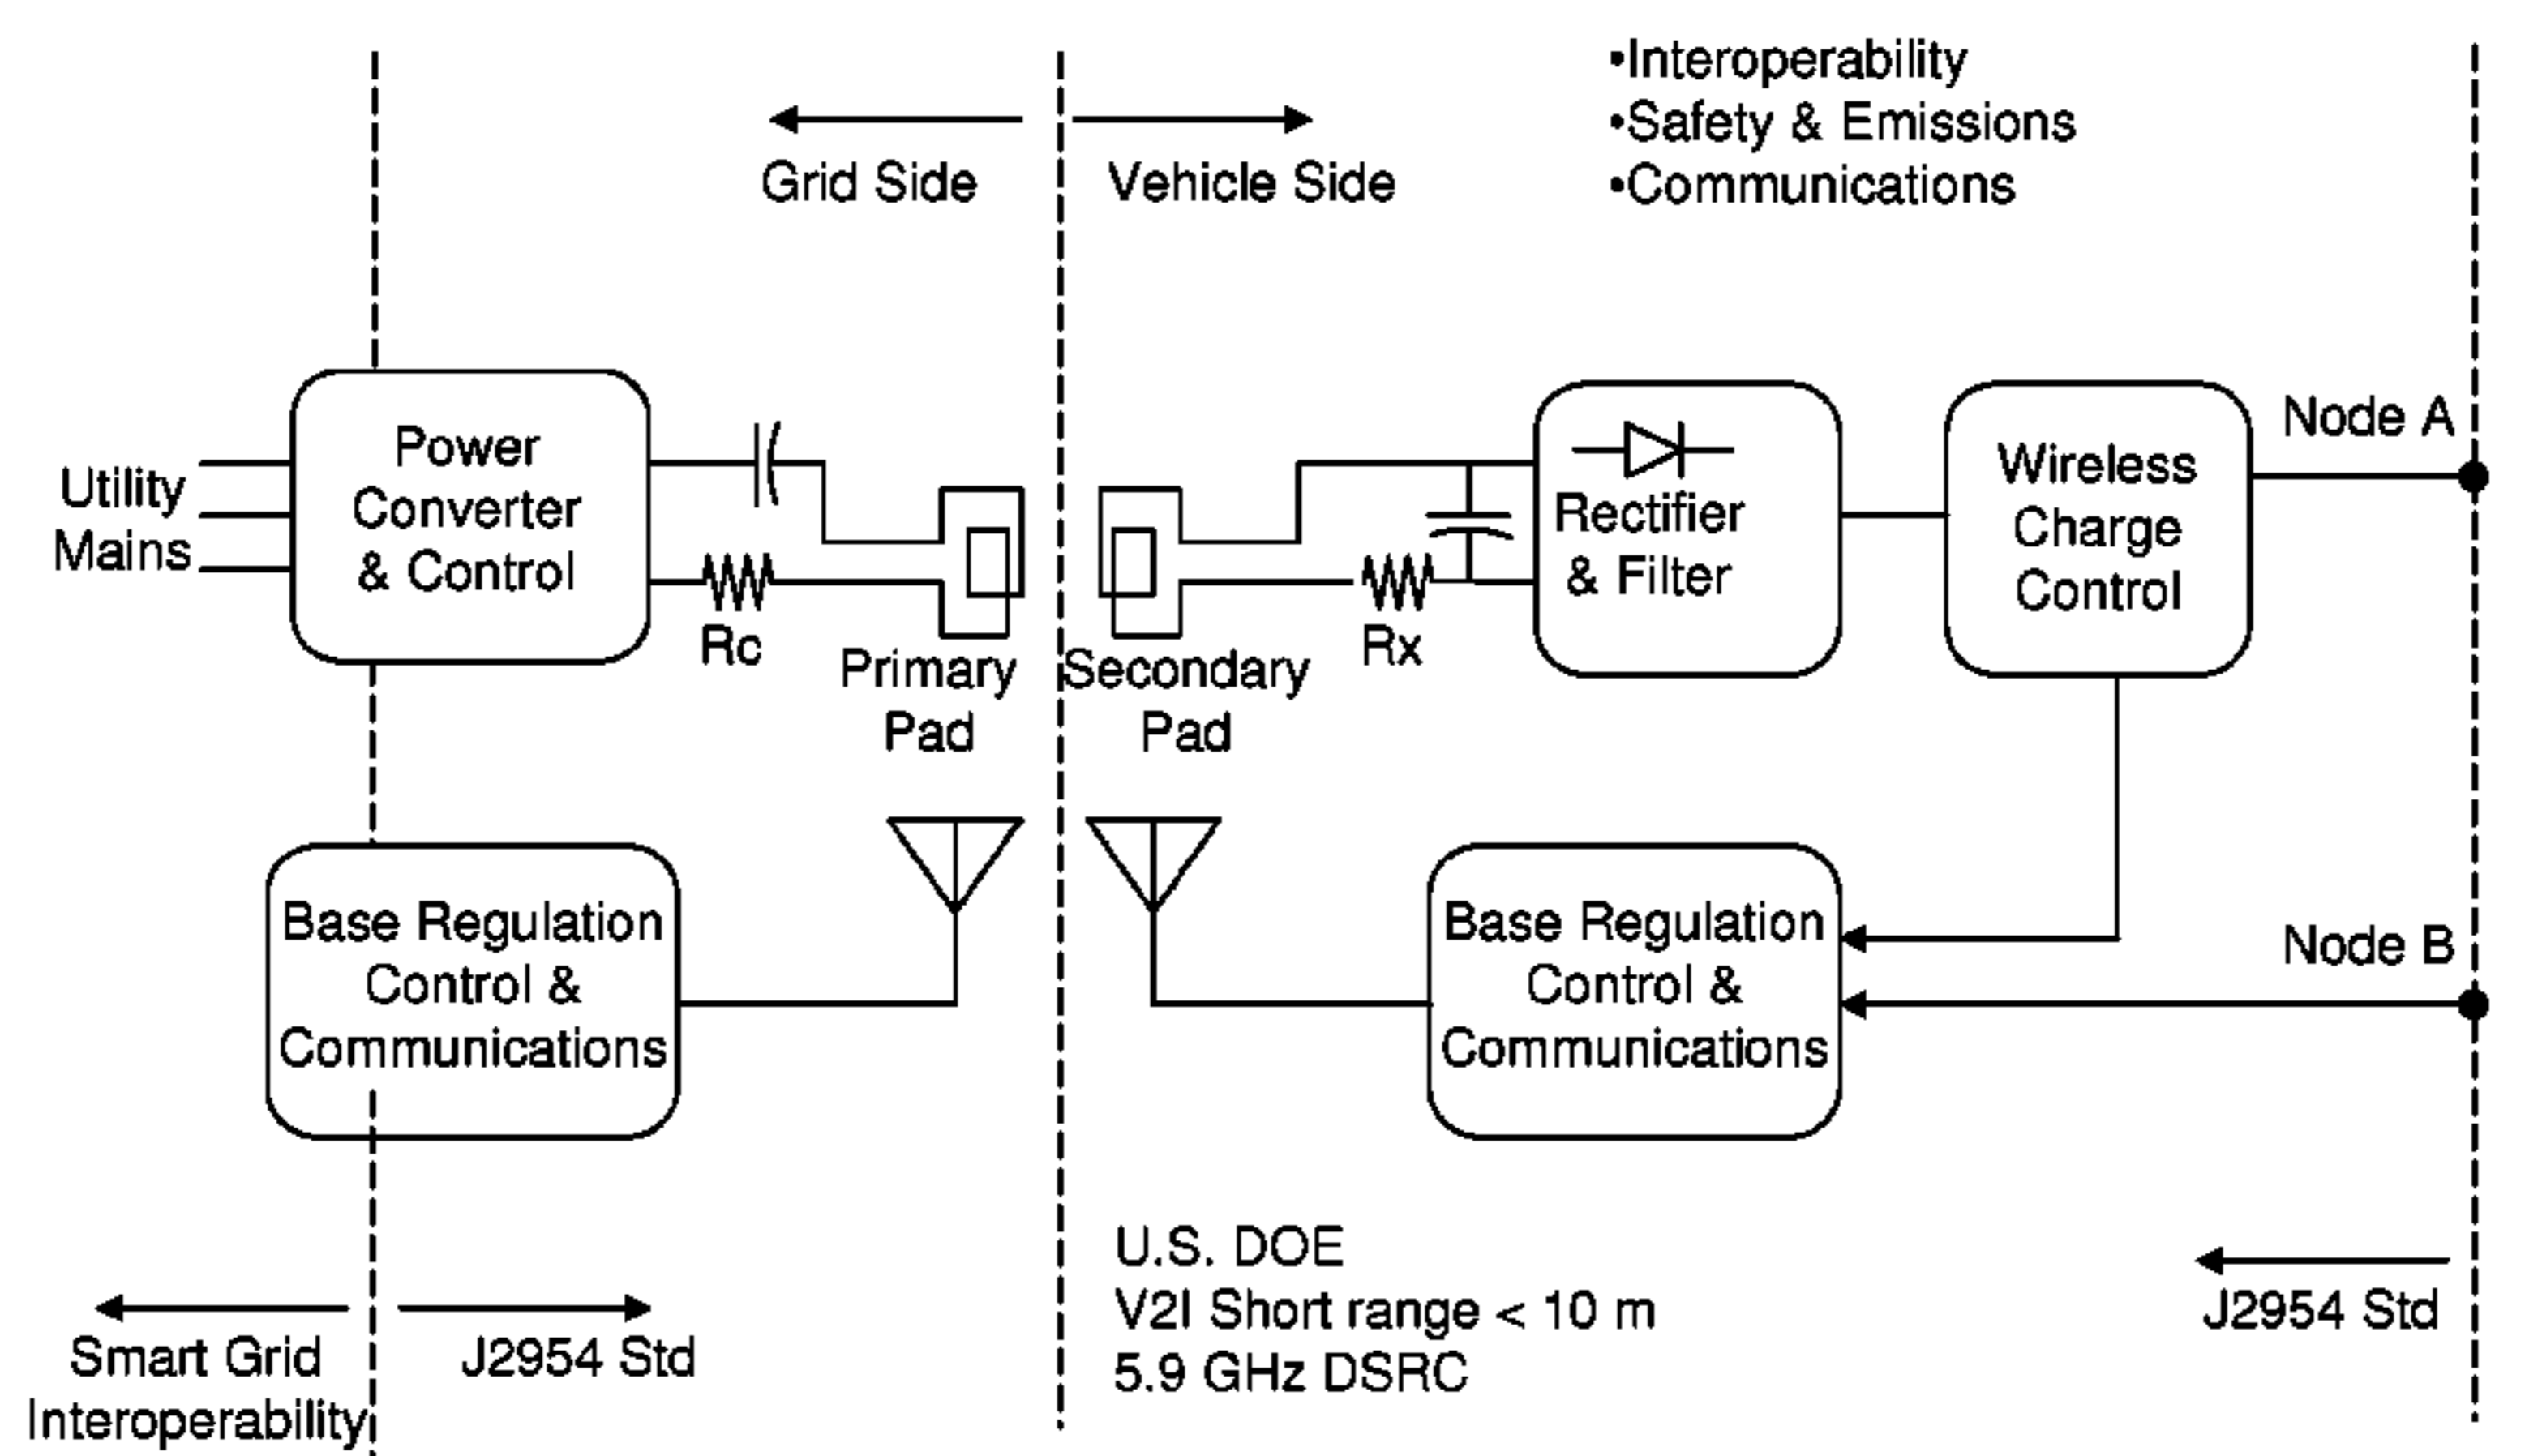 •Interoperability
•Safety & Emissions
•Communications
Grid Side
Vehicle Side
Utility
Mains
Power
Converter
& Control
Rc
Primary
Pad
Secondary
Pad
Rx
Rectifier
& Filter
Wireless
Charge
Control
Node A
Base Regulation
Control &
Communications
Base Regulation
Control &
Communications
Node B
U.S. DOE
V2I Short range < 10 m
5.9 GHz DSRC
Smart Grid
Interoperability
J2954 Std
J2954 Std